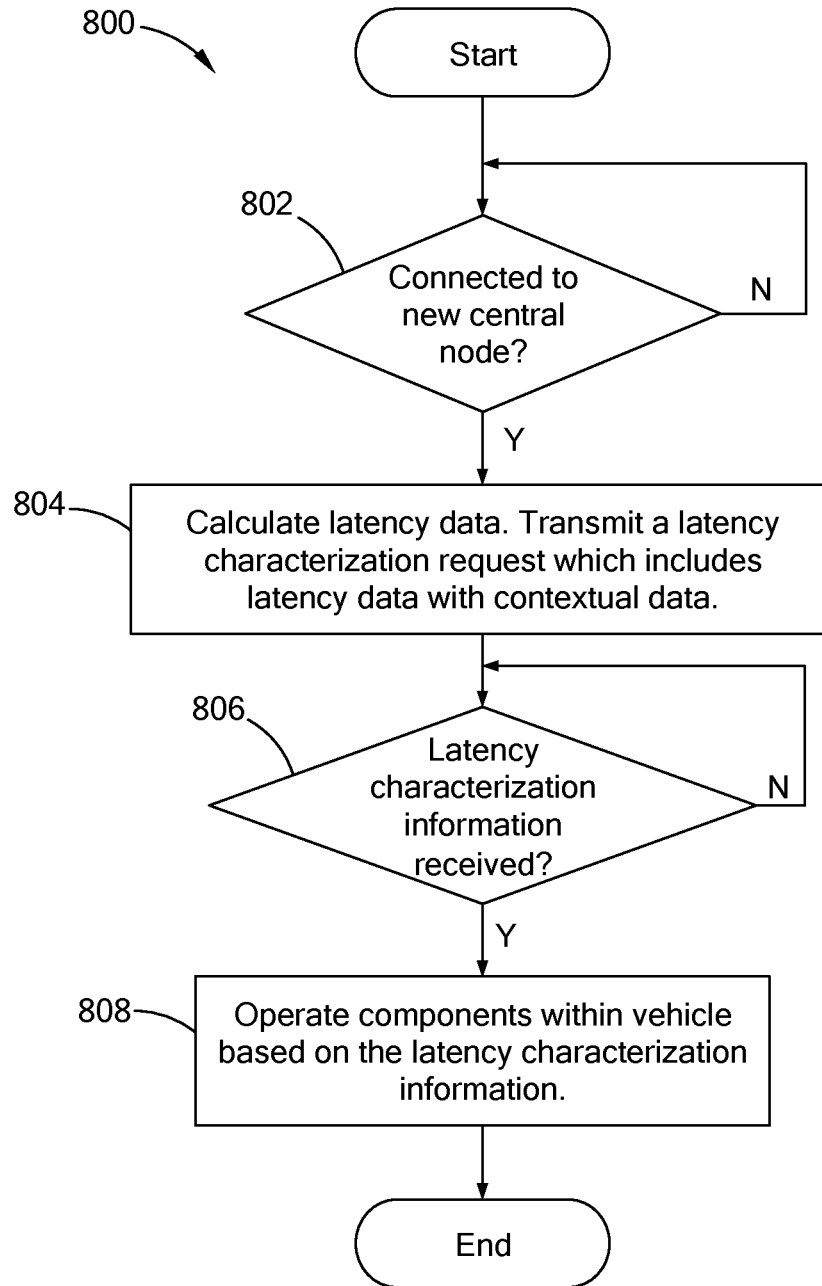 800
Start
802
Connected to
new central
node?
N
Y
804
Calculate latency data. Transmit a latency
characterization request which includes
latency data with contextual data.
806
Latency
characterization
information
received?
N
Y
808
Operate components within vehicle
based on the latency characterization
information.
End